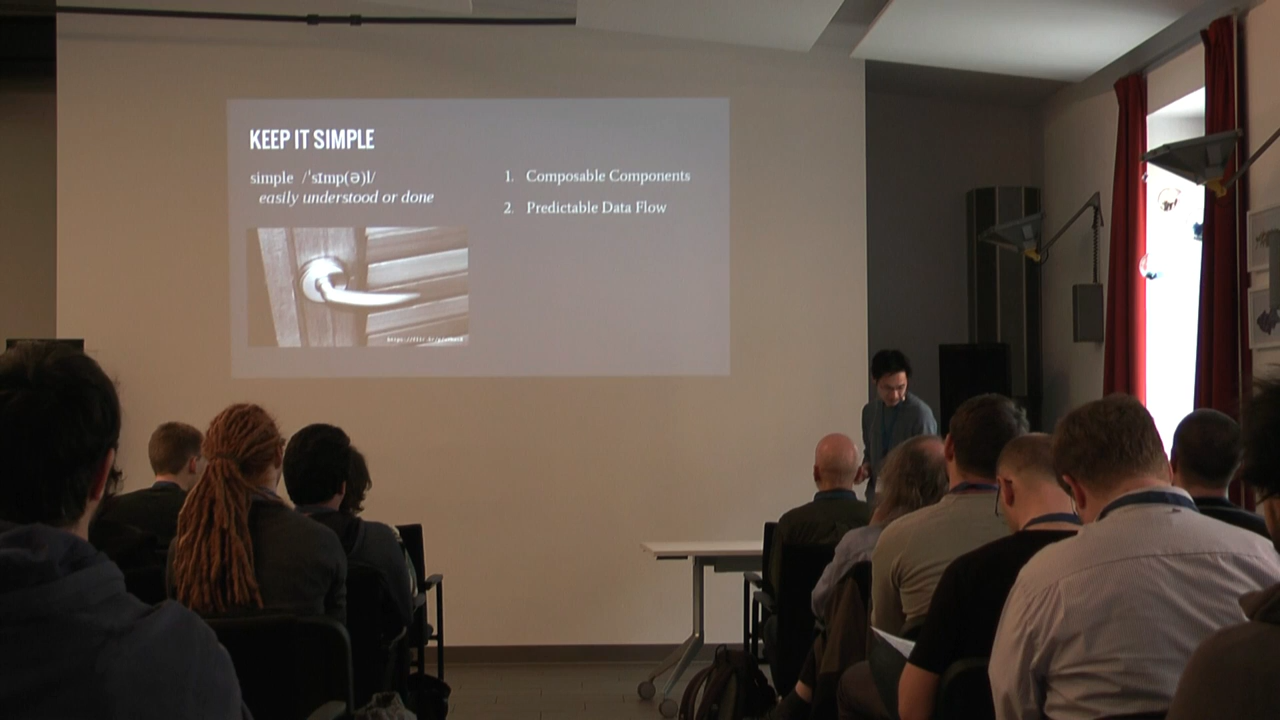 KEEP IT SIMPLE
simple /ˈsɪmp(ə)l/
easily understood or done
1. Composable Components
2. Predictable Data Flow